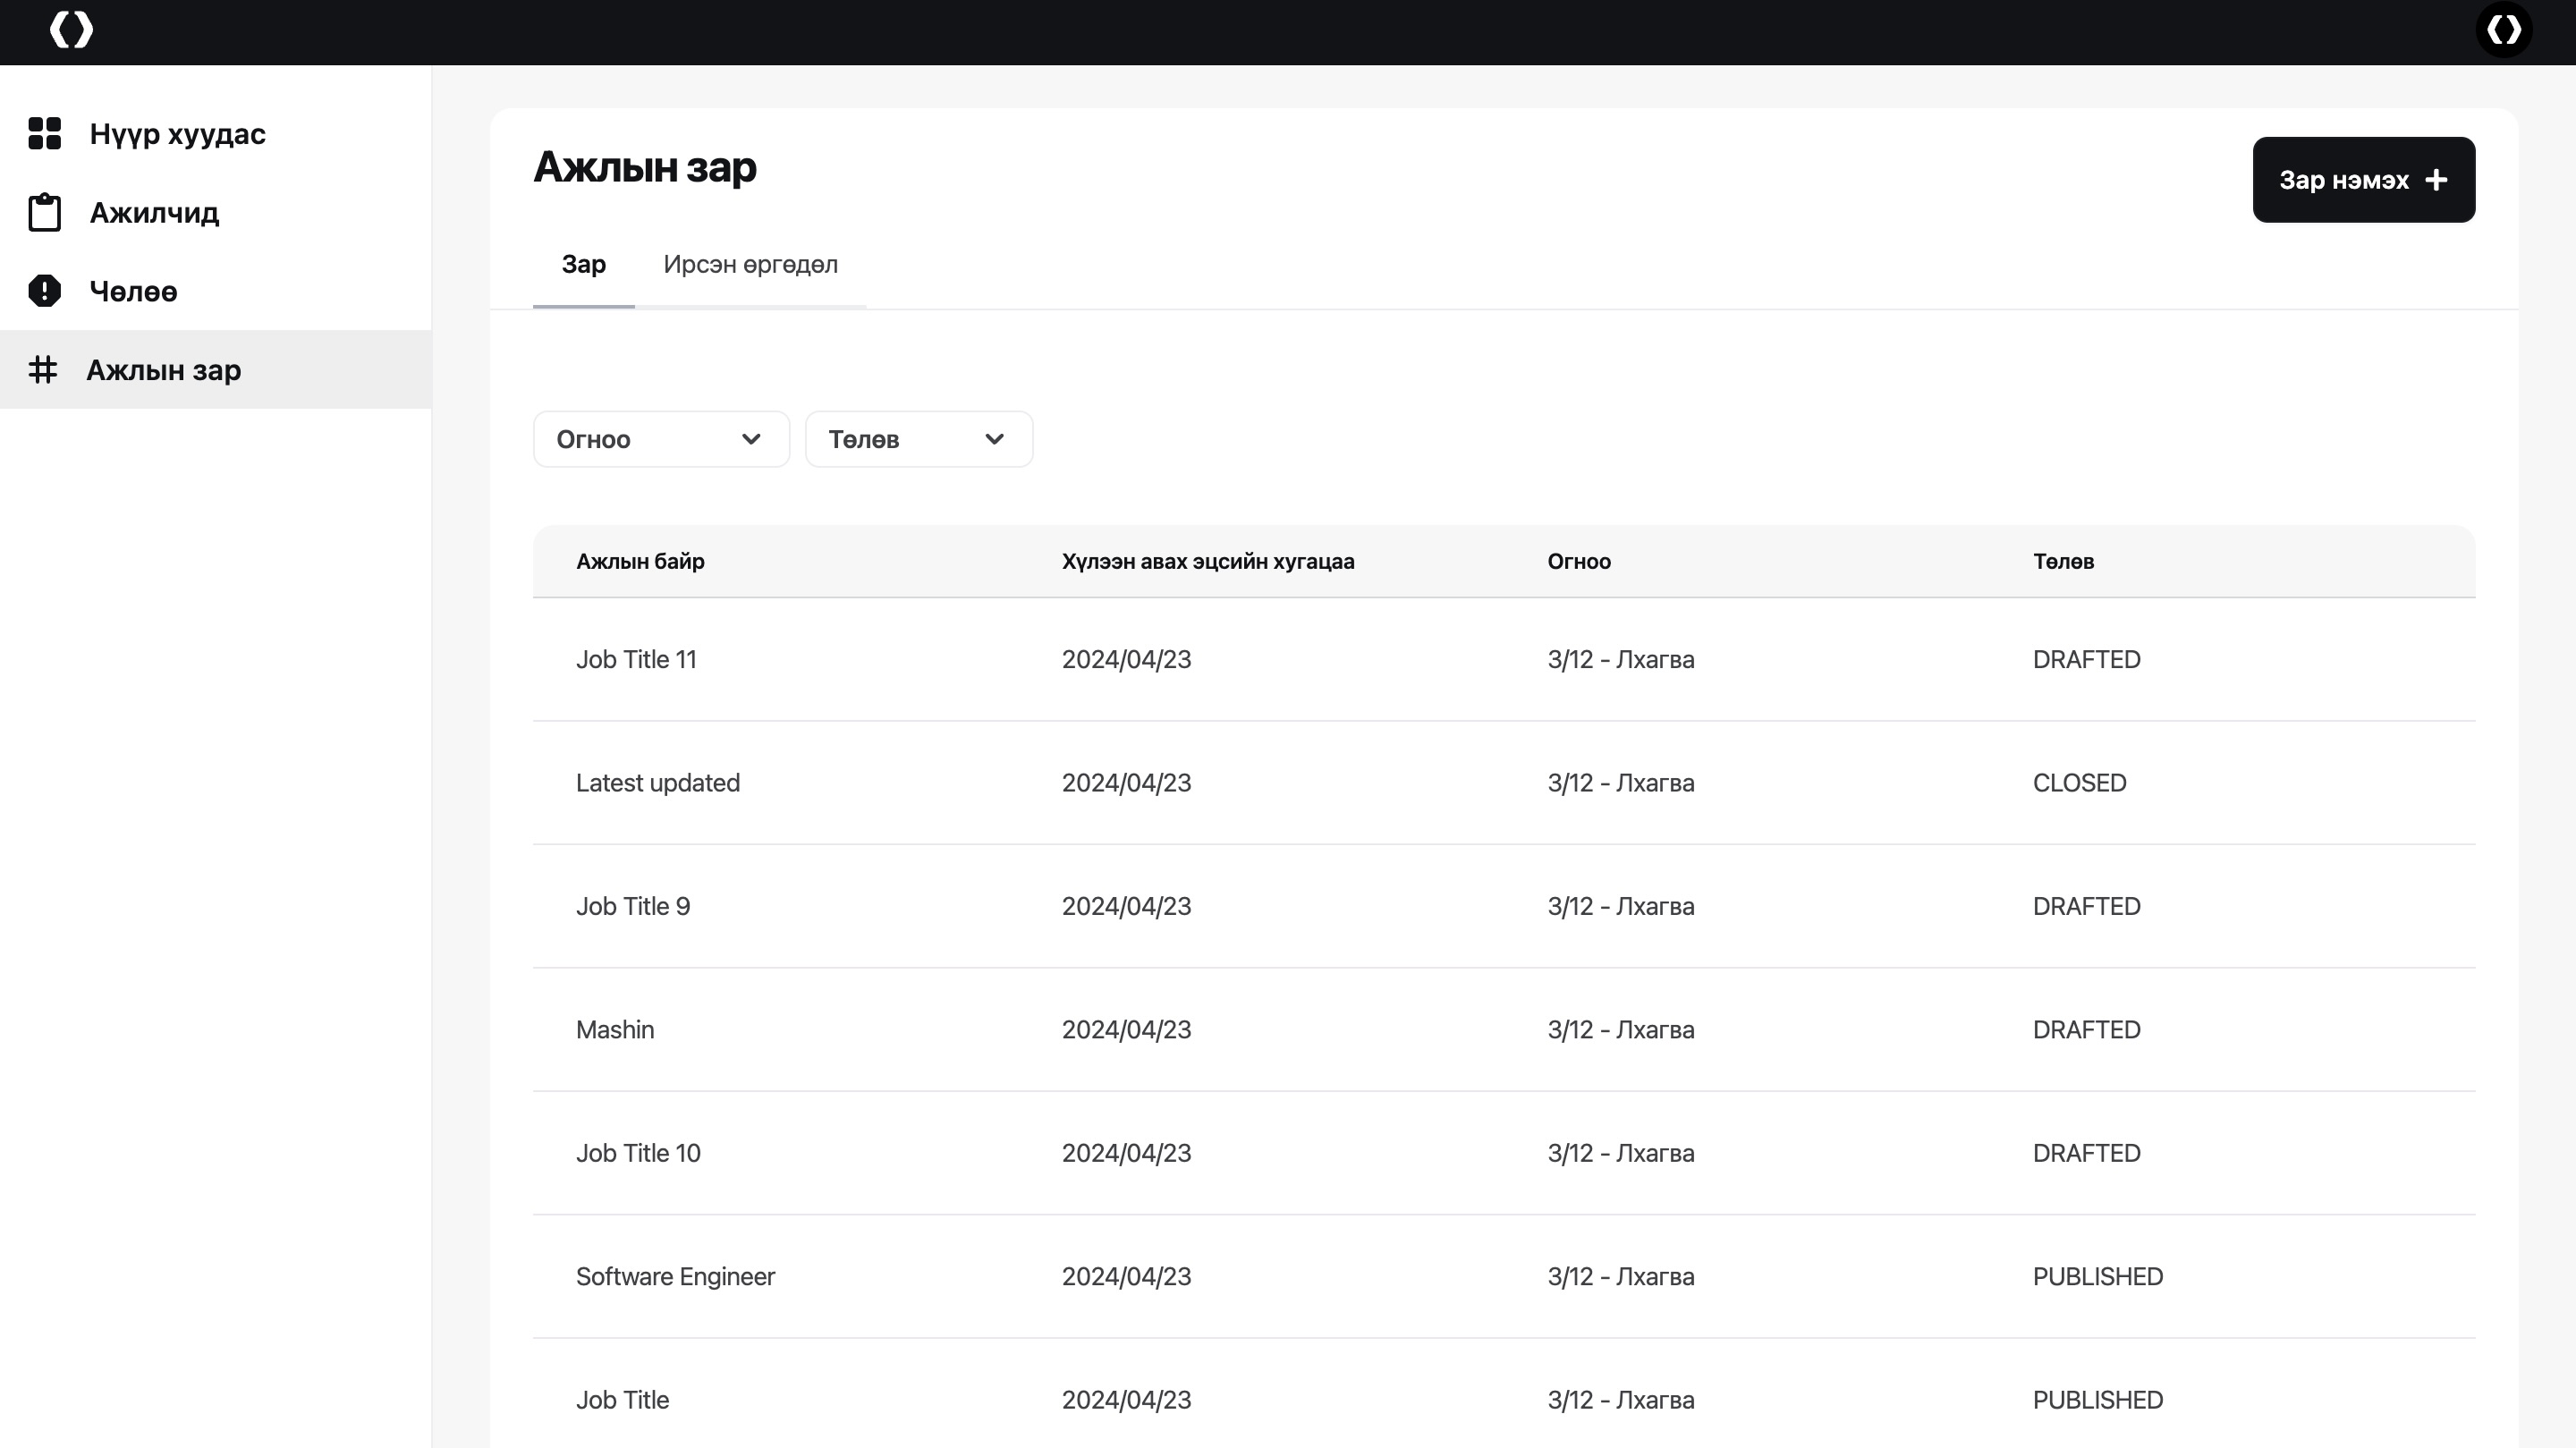 Нүүр хуудас
Ажилчид
Чөлөө
Ажлын зар
Ажлын зар
Зар нэмэх
Зар Ирсэн өргөдөл
Огноо Төлөв
Ажлын байр Хүлээн авах эцсийн хугацаа Огноо Төлөв
Job Title 11 2024/04/23 3/12 - Лхагва DRAFTED
Latest updated 2024/04/23 3/12 - Лхагва CLOSED
Job Title 9 2024/04/23 3/12 - Лхагва DRAFTED
Mashin 2024/04/23 3/12 - Лхагва DRAFTED
Job Title 10 2024/04/23 3/12 - Лхагва DRAFTED
Software Engineer 2024/04/23 3/12 - Лхагва PUBLISHED
Job Title 2024/04/23 3/12 - Лхагва PUBLISHED